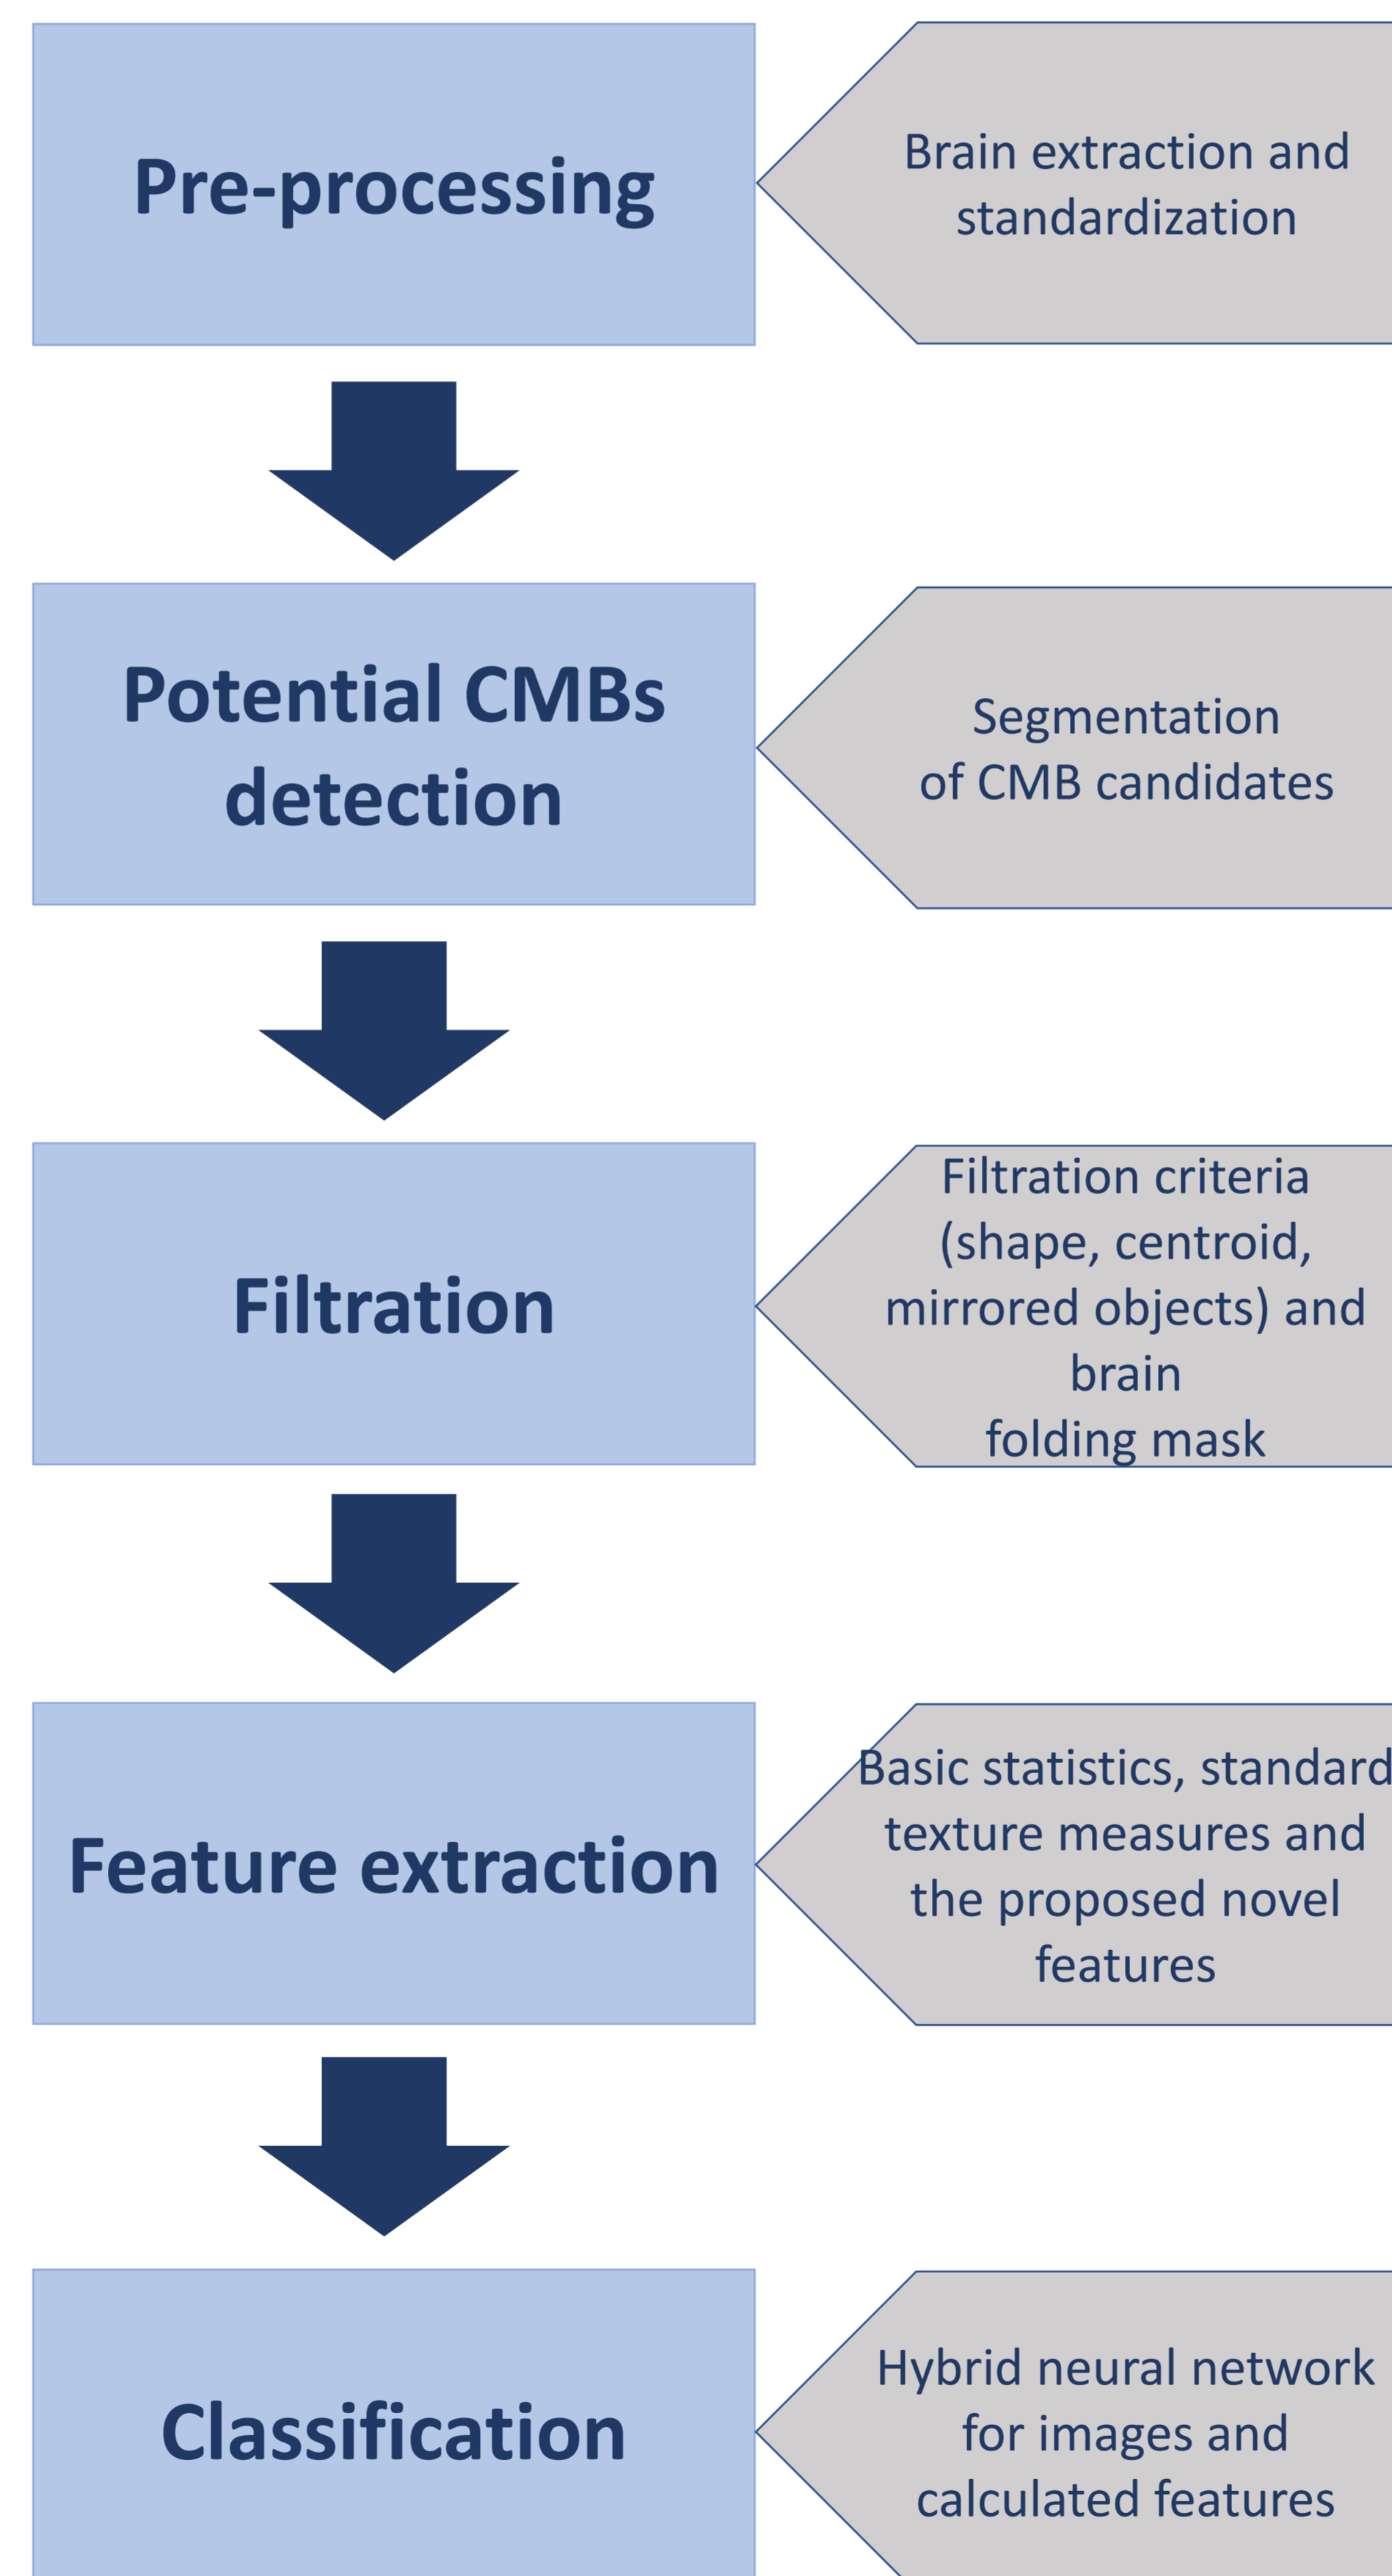 Pre-processing
Brain extraction and
standardization
Potential CMBs
detection
Segmentation
of CMB candidates
Filtration
Filtration criteria
(shape, centroid,
mirrored objects) and
brain
folding mask
Feature extraction
Basic statistics, standard
texture measures and
the proposed novel
features
Classification
Hybrid neural network
for images and
calculated features